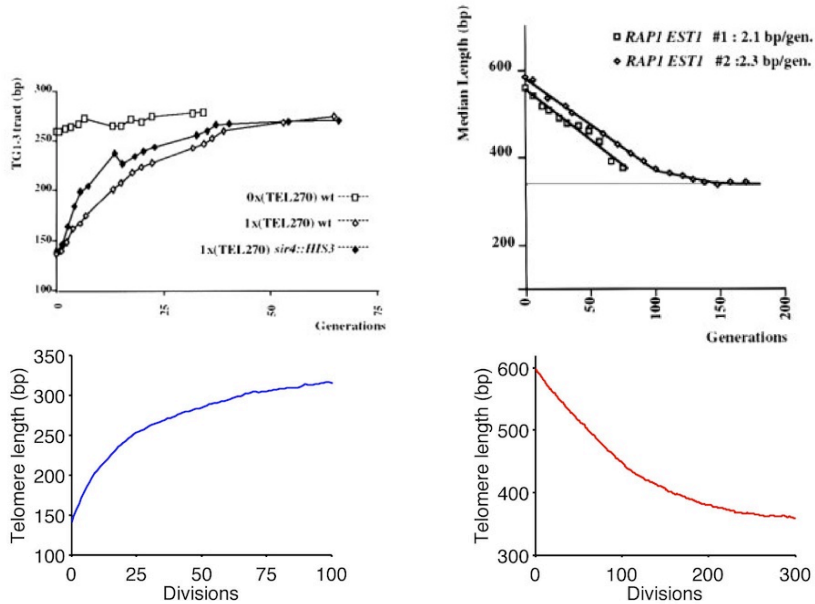 TG1-3 tract (bp)
300
250
200
150
100
0
25
50
75
Generations
0x(TEL270) wt
1x(TEL270) wt
1x(TEL270) sir4::HIS3
Median Length (bp)
600
400
200
0
50
100
150
200
Generations
RAP1 EST1 #1 : 2.1 bp/gen.
RAP1 EST1 #2 :2.3 bp/gen.
Telomere length (bp)
350
300
250
200
150
100
0
25
50
75
100
Divisions
Telomere length (bp)
600
500
400
300
0
100
200
300
Divisions